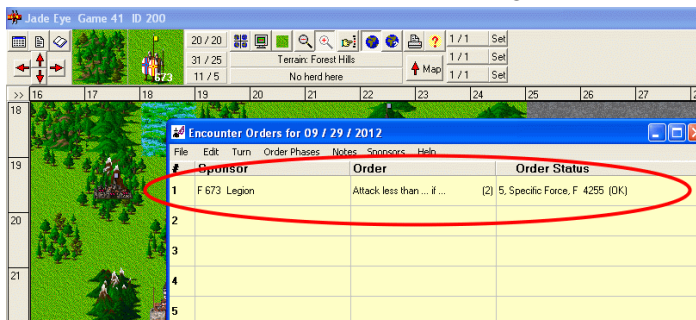 Jade Eye Game 41 ID 200
20 / 20
1 / 1 Set
31 / 25 Terrain: Forest Hills 1 / 1 Set
673 11 / 5 No herd here Map 1 / 1 Set
>> 16 17 18 19 20 21 22 23 24 25 26 27
18
Encounter Orders for 09 / 29 / 2012
File Edit Turn Order Phases Notes Sponsors Help
# Sponsor Order Order Status
19
1 F 673 Legion Attack less than ... if ... (2) 5, Specific Force, F 4255 (OK)
20
2
3
21
4
5